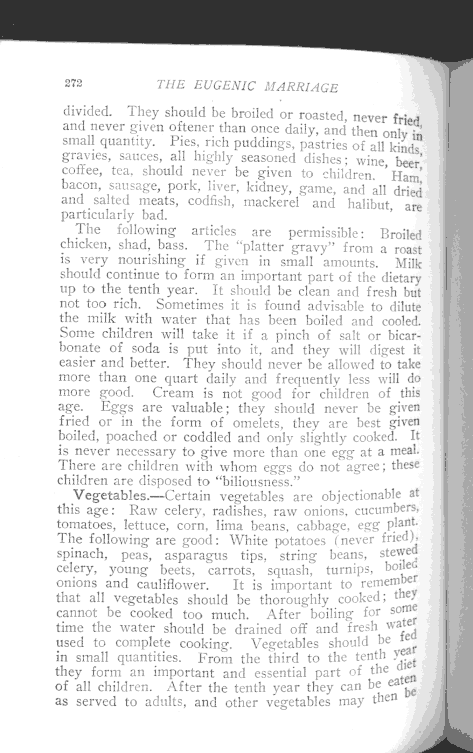 272 THE EUGENIC MARRIAGE
divided. They should be broiled or roasted, never fried,
and never given oftener than once daily, and then only in
small quantity. Pies, rich puddings, pastries of all kinds,
gravies, sauces, all highly seasoned dishes; wine, beer,
coffee, tea, should never be given to children. Ham,
bacon, sausage, pork, liver, kidney, game, and all dried
and salted meats, codfish, mackerel and halibut, are
particularly bad.
The following articles are permissible: Broiled
chicken, shad, bass. The "platter gravy" from a roast
is very nourishing if given in small amounts. Milk
should continue to form an important part of the dietary
up to the tenth year. It should be clean and fresh but
not too rich. Sometimes it is found advisable to dilute
the milk with water that has been boiled and cooled.
Some children will take it if a pinch of salt or bicar-
bonate of soda is put into it, and they will digest it
easier and better. They should never be allowed to take
more than one quart daily and frequently less will do
more good. Cream is not good for children of this
age. Eggs are valuable; they should never be given
fried or in the form of omelets, they are best given
boiled, poached or coddled and only slightly cooked. It
is never necessary to give more than one egg at a meal.
There are children with whom eggs do not agree; these
children are disposed to "biliousness."
Vegetables.—Certain vegetables are objectionable at
this age: Raw celery, radishes, raw onions, cucumbers,
tomatoes, lettuce, corn, lima beans, cabbage, egg plant.
The following are good: White potatoes (never fried),
spinach, peas, asparagus tips, string beans, stewed
celery, young beets, carrots, squash, turnips, boiled
onions and cauliflower. It is important to remember
that all vegetables should be thoroughly cooked; they
cannot be cooked too much. After boiling for some
time the water should be drained off and fresh water
used to complete cooking. Vegetables should be fed
in small quantities. From the third to the tenth year
they form an important and essential part of the diet
of all children. After the tenth year they can be eaten
as served to adults, and other vegetables may then be